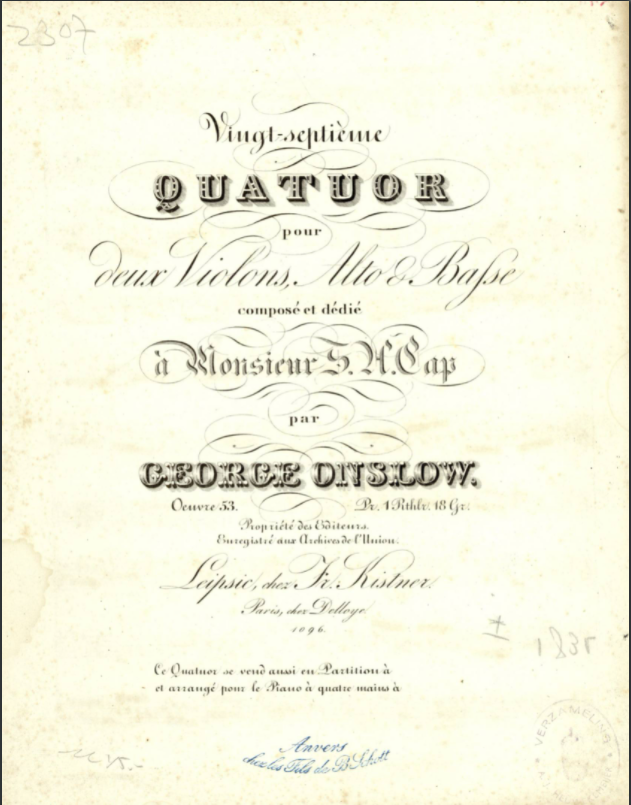 2307
Vingt-septième
QUATUOR
pour
deux Violons, Alto & Basse
composé et dédié
à Monsieur S. A. Cap
par
GEORGE ONSLOW.
Oeuvre 53. Pr. 1 Rthlr. 18 Gr.
Propriété des Editeurs.
Enregistré aux Archives de l'Union.
Leipsic, chez Fr. Kistner.
Paris, chez Delloye.
1096.
± 1835
Ce Quatuor se vend aussi en Partition à
et arrangé pour le Piano à quatre mains à
Anvers
chez les Fils de B. Schott
VERZAMELING